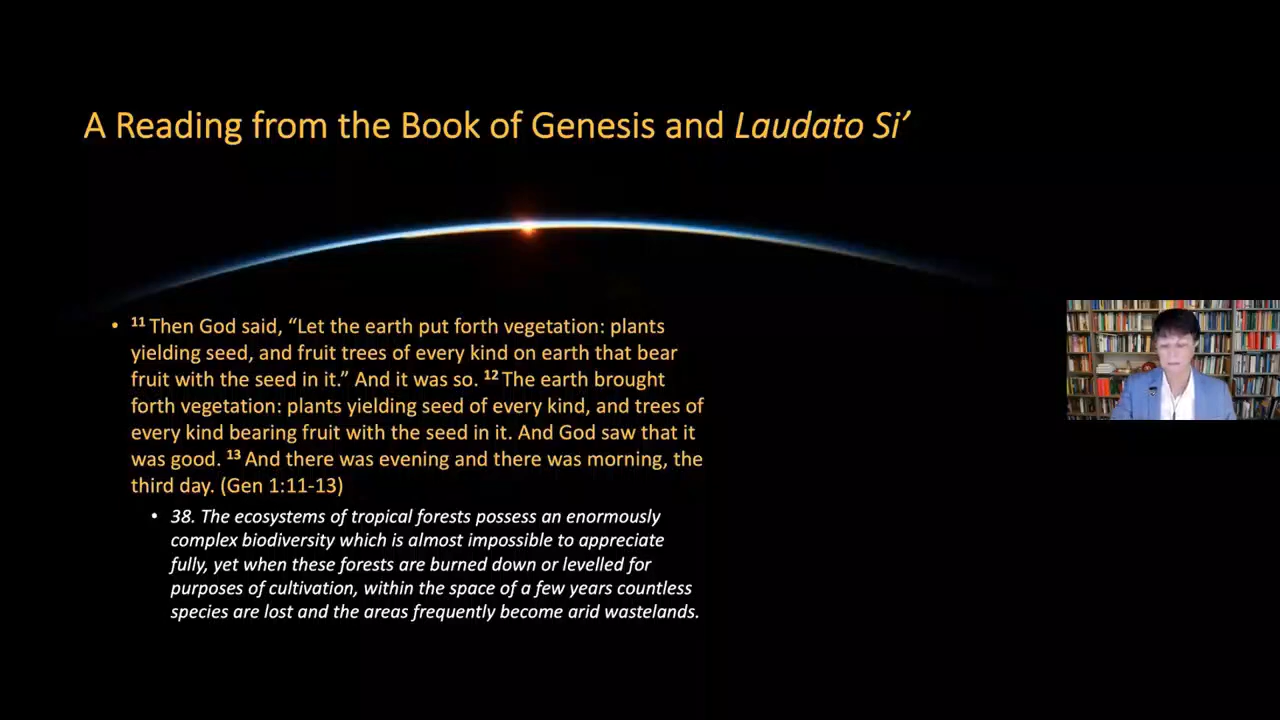 A Reading from the Book of Genesis and Laudato Si’
• ¹¹ Then God said, “Let the earth put forth vegetation: plants
yielding seed, and fruit trees of every kind on earth that bear
fruit with the seed in it.” And it was so. ¹² The earth brought
forth vegetation: plants yielding seed of every kind, and trees of
every kind bearing fruit with the seed in it. And God saw that it
was good. ¹³ And there was evening and there was morning, the
third day. (Gen 1:11-13)
• 38. The ecosystems of tropical forests possess an enormously
complex biodiversity which is almost impossible to appreciate
fully, yet when these forests are burned down or levelled for
purposes of cultivation, within the space of a few years countless
species are lost and the areas frequently become arid wastelands.